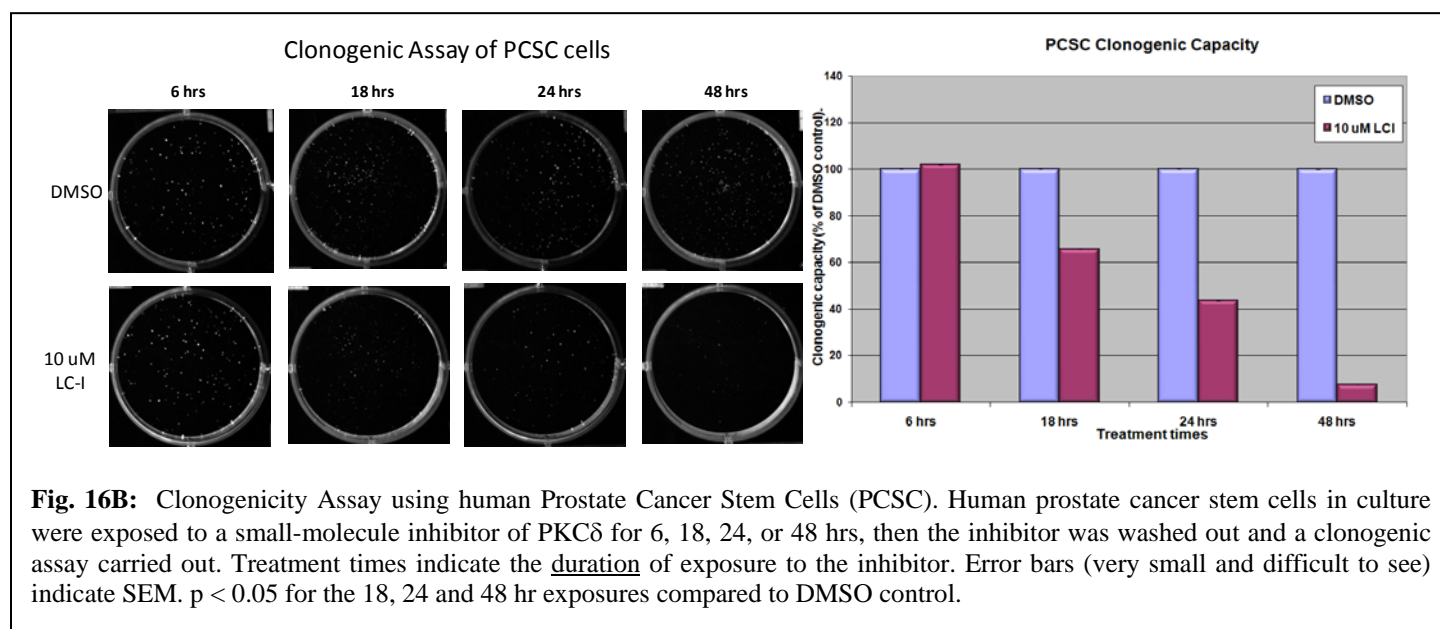 Clonogenic Assay of PCSC cells
6 hrs 18 hrs 24 hrs 48 hrs
DMSO
10 uM
LC-I
PCSC Clonogenic Capacity
Clonogenic capacity (% of DMSO control).
140
120
100
80
60
40
20
0
DMSO
10 uM LCI
6 hrs 18 hrs 24 hrs 48 hrs
Treatment times
Fig. 16B: Clonogenicity Assay using human Prostate Cancer Stem Cells (PCSC). Human prostate cancer stem cells in culture
were exposed to a small-molecule inhibitor of PKCδ for 6, 18, 24, or 48 hrs, then the inhibitor was washed out and a clonogenic
assay carried out. Treatment times indicate the duration of exposure to the inhibitor. Error bars (very small and difficult to see)
indicate SEM. p < 0.05 for the 18, 24 and 48 hr exposures compared to DMSO control.